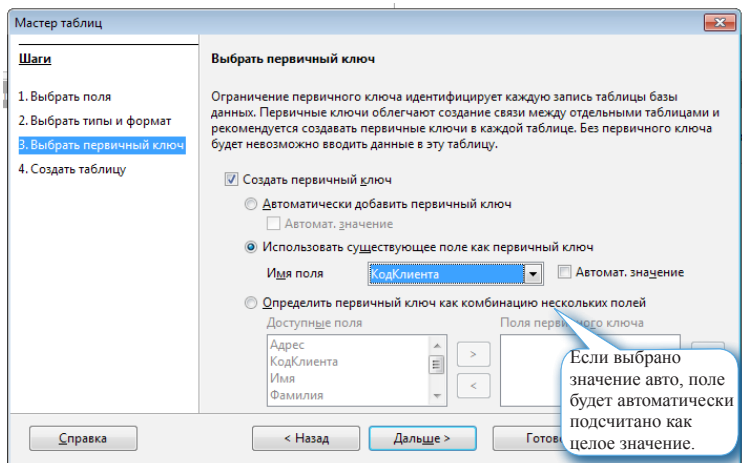 Мастер таблиц
Шаги
1. Выбрать поля
2. Выбрать типы и формат
3. Выбрать первичный ключ
4. Создать таблицу
Выбрать первичный ключ
Ограничение первичного ключа идентифицирует каждую запись таблицы базы
данных. Первичные ключи облегчают создание связи между отдельными таблицами и
рекомендуется создавать первичные ключи в каждой таблице. Без первичного ключа
будет невозможно вводить данные в эту таблицу.
Создать первичный ключ
Автоматически добавить первичный ключ
Автомат. значение
Использовать существующее поле как первичный ключ
Имя поля
КодКлиента
Автомат. значение
Определить первичный ключ как комбинацию нескольких полей
Доступные поля
Поля первичного ключа
Адрес
КодКлиента
Имя
Фамилия
>
<
Если выбрано
значение авто, поле
будет автоматически
подсчитано как
целое значение.
Справка
< Назад
Дальше >
Готово